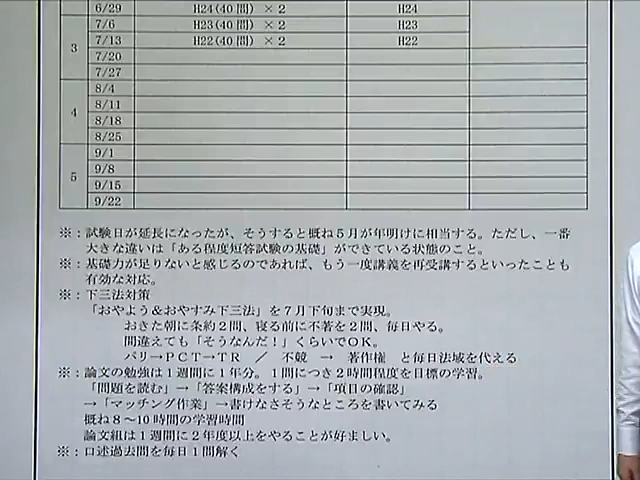 6/29 H24(40問)×2 H24
3 7/6 H23(40問)×2 H23
7/13 H22(40問)×2 H22
7/20
7/27
4 8/4
8/11
8/18
8/25
5 9/1
9/8
9/15
9/22
※：試験日が延長になったが、そうすると概ね５月が年明けに相当する。ただし、一番
大きな違いは「ある程度短答試験の基礎」ができている状態のこと。
※：基礎力が足りないと感じるのであれば、もう一度講義を再受講するといったことも
有効な対応。
※：下三法対策
「おやよう＆おやすみ下三法」を７月下旬まで実現。
おきた朝に条約２問、寝る前に不著を２問、毎日やる。
間違えても「そうなんだ！」くらいでＯＫ。
パリ→ＰＣＴ→ＴＲ　／　不競　→　著作権　と毎日法域を代える
※：論文の勉強は１週間に１年分。１問につき２時間程度を目標の学習。
「問題を読む」→「答案構成をする」→「項目の確認」
→「マッチング作業」→書けなさそうなところを書いてみる
概ね８～10時間の学習時間
論文組は１週間に２年度以上をやることが好ましい。
※：口述過去問を毎日１問解く